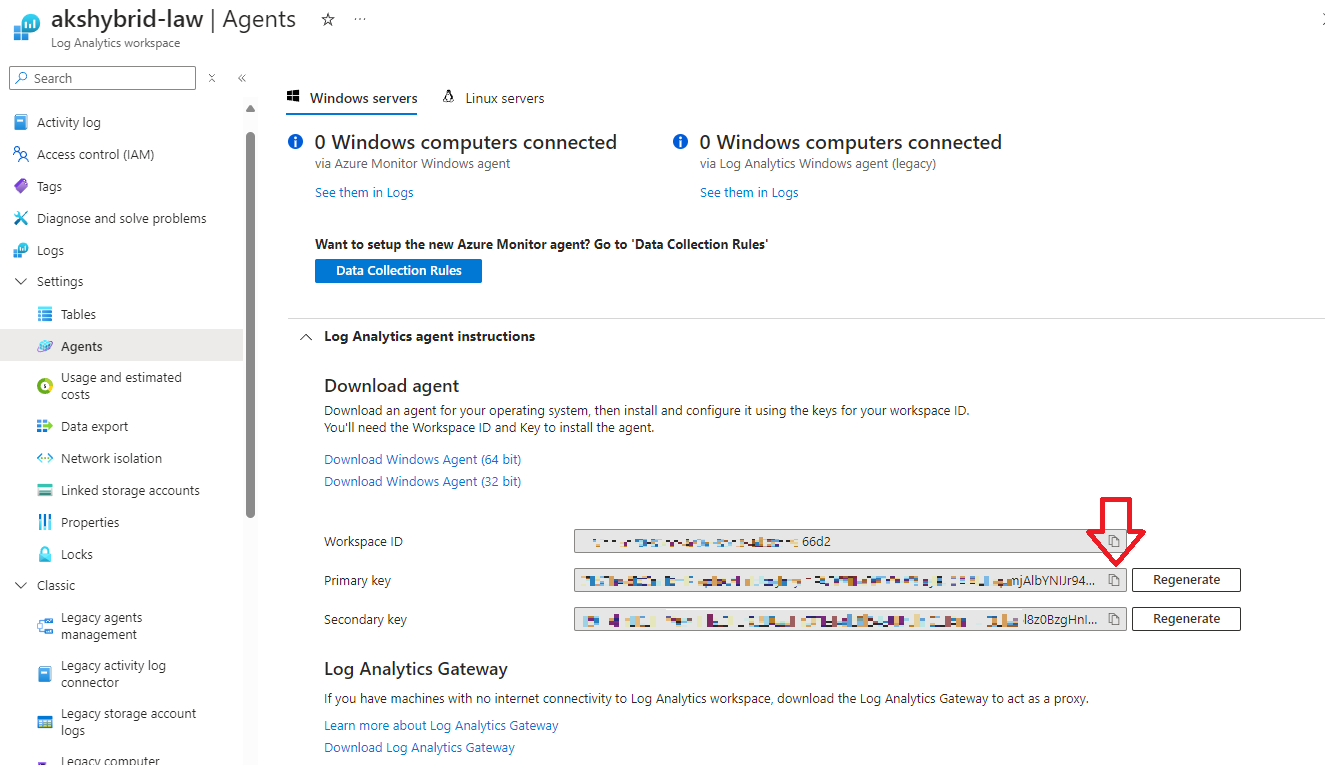 akshybrid-law | Agents
Log Analytics workspace
Search
Activity log
Access control (IAM)
Tags
Diagnose and solve problems
Logs
Settings
Tables
Agents
Usage and estimated
costs
Data export
Network isolation
Linked storage accounts
Properties
Locks
Classic
Legacy agents
management
Legacy activity log
connector
Legacy storage account
logs
Legacy computer
Windows servers
Linux servers
0 Windows computers connected
via Azure Monitor Windows agent
See them in Logs
0 Windows computers connected
via Log Analytics Windows agent (legacy)
See them in Logs
Want to setup the new Azure Monitor agent? Go to 'Data Collection Rules'
Data Collection Rules
Log Analytics agent instructions
Download agent
Download an agent for your operating system, then install and configure it using the keys for your workspace ID.
You'll need the Workspace ID and Key to install the agent.
Download Windows Agent (64 bit)
Download Windows Agent (32 bit)
Workspace ID 66d2
Primary key Regenerate
Secondary key Regenerate
Log Analytics Gateway
If you have machines with no internet connectivity to Log Analytics workspace, download the Log Analytics Gateway to act as a proxy.
Learn more about Log Analytics Gateway
Download Log Analytics Gateway